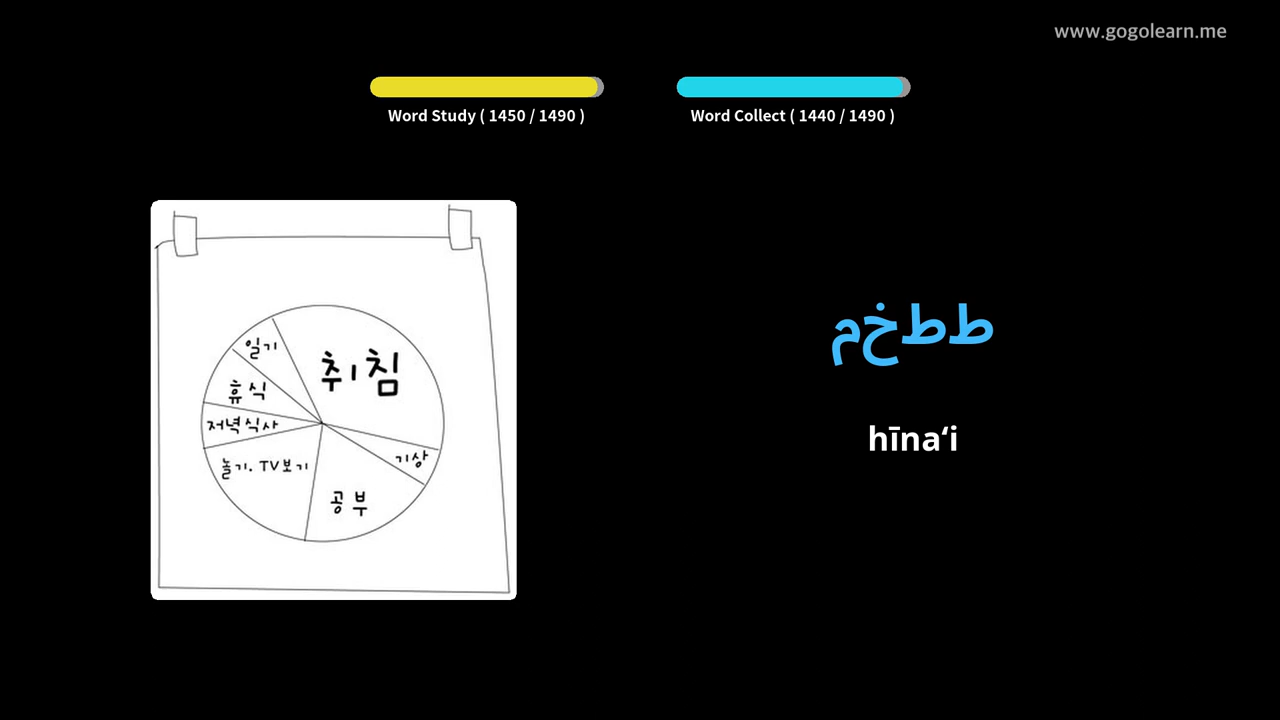 www.gogolearn.me
Word Study ( 1450 / 1490 )
Word Collect ( 1440 / 1490 )
일기
취침
휴식
저녁식사
놀기. TV보기
기상
공부
ططخم
hīnaʻi